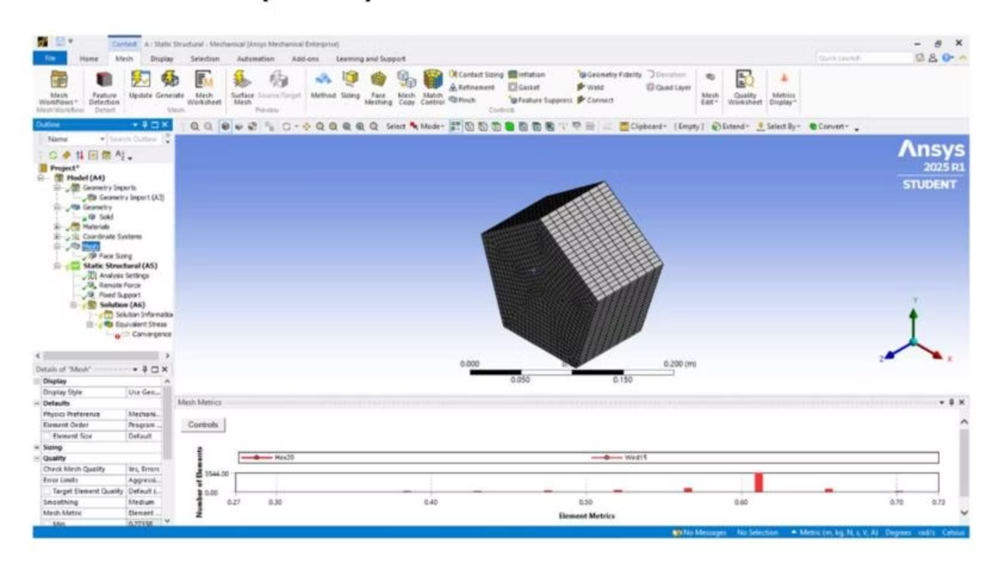 Context A : Static Structural - Mechanical [Ansys Mechanical Enterprise]
File Home Mesh Display Selection Automation Add-ons Learning and Support Quick Launch
Contact Sizing Inflation Geometry Fidelity Deviation
Refinement Gasket Weld Quad Layer
Pinch Feature Suppress Connect
Mesh Workflows Feature Detection Update Generate Mesh Worksheet Surface Mesh Source/Target Method Sizing Face Meshing Mesh Copy Match Control Mesh Edit Quality Worksheet Metrics Display
Mesh Workflows Detect Mesh Preview Controls
Outline
Select Mode Clipboard [Empty] Extend Select By Convert
Name Search Outline
Project*
Model (A4)
Geometry Imports
Geometry Import (A3)
Geometry
Solid
Materials
Coordinate Systems
Mesh
Face Sizing
Static Structural (A5)
Analysis Settings
Remote Force
Fixed Support
Solution (A6)
Solution Informatio
Equivalent Stress
Convergence
Ansys
2025 R1
STUDENT
Y
Z X
0.000 0.200 (m)
0.050 0.150
Details of "Mesh"
Display
Display Style Use Geo...
Defaults
Physics Preference Mechani...
Element Order Program ...
Element Size Default
Sizing
Quality
Check Mesh Quality Yes, Errors
Error Limits Aggressi...
Target Element Quality Default (...
Smoothing Medium
Mesh Metric Element ...
Min
Mesh Metrics
Controls
Hex20 Wed15
Number of Elements
3544.00
0.00
0.27 0.30 0.40 0.50 0.60 0.70 0.73
Element Metrics
No Messages No Selection Metric (m, kg, N, s, V, A) Degrees rad/s Celsius